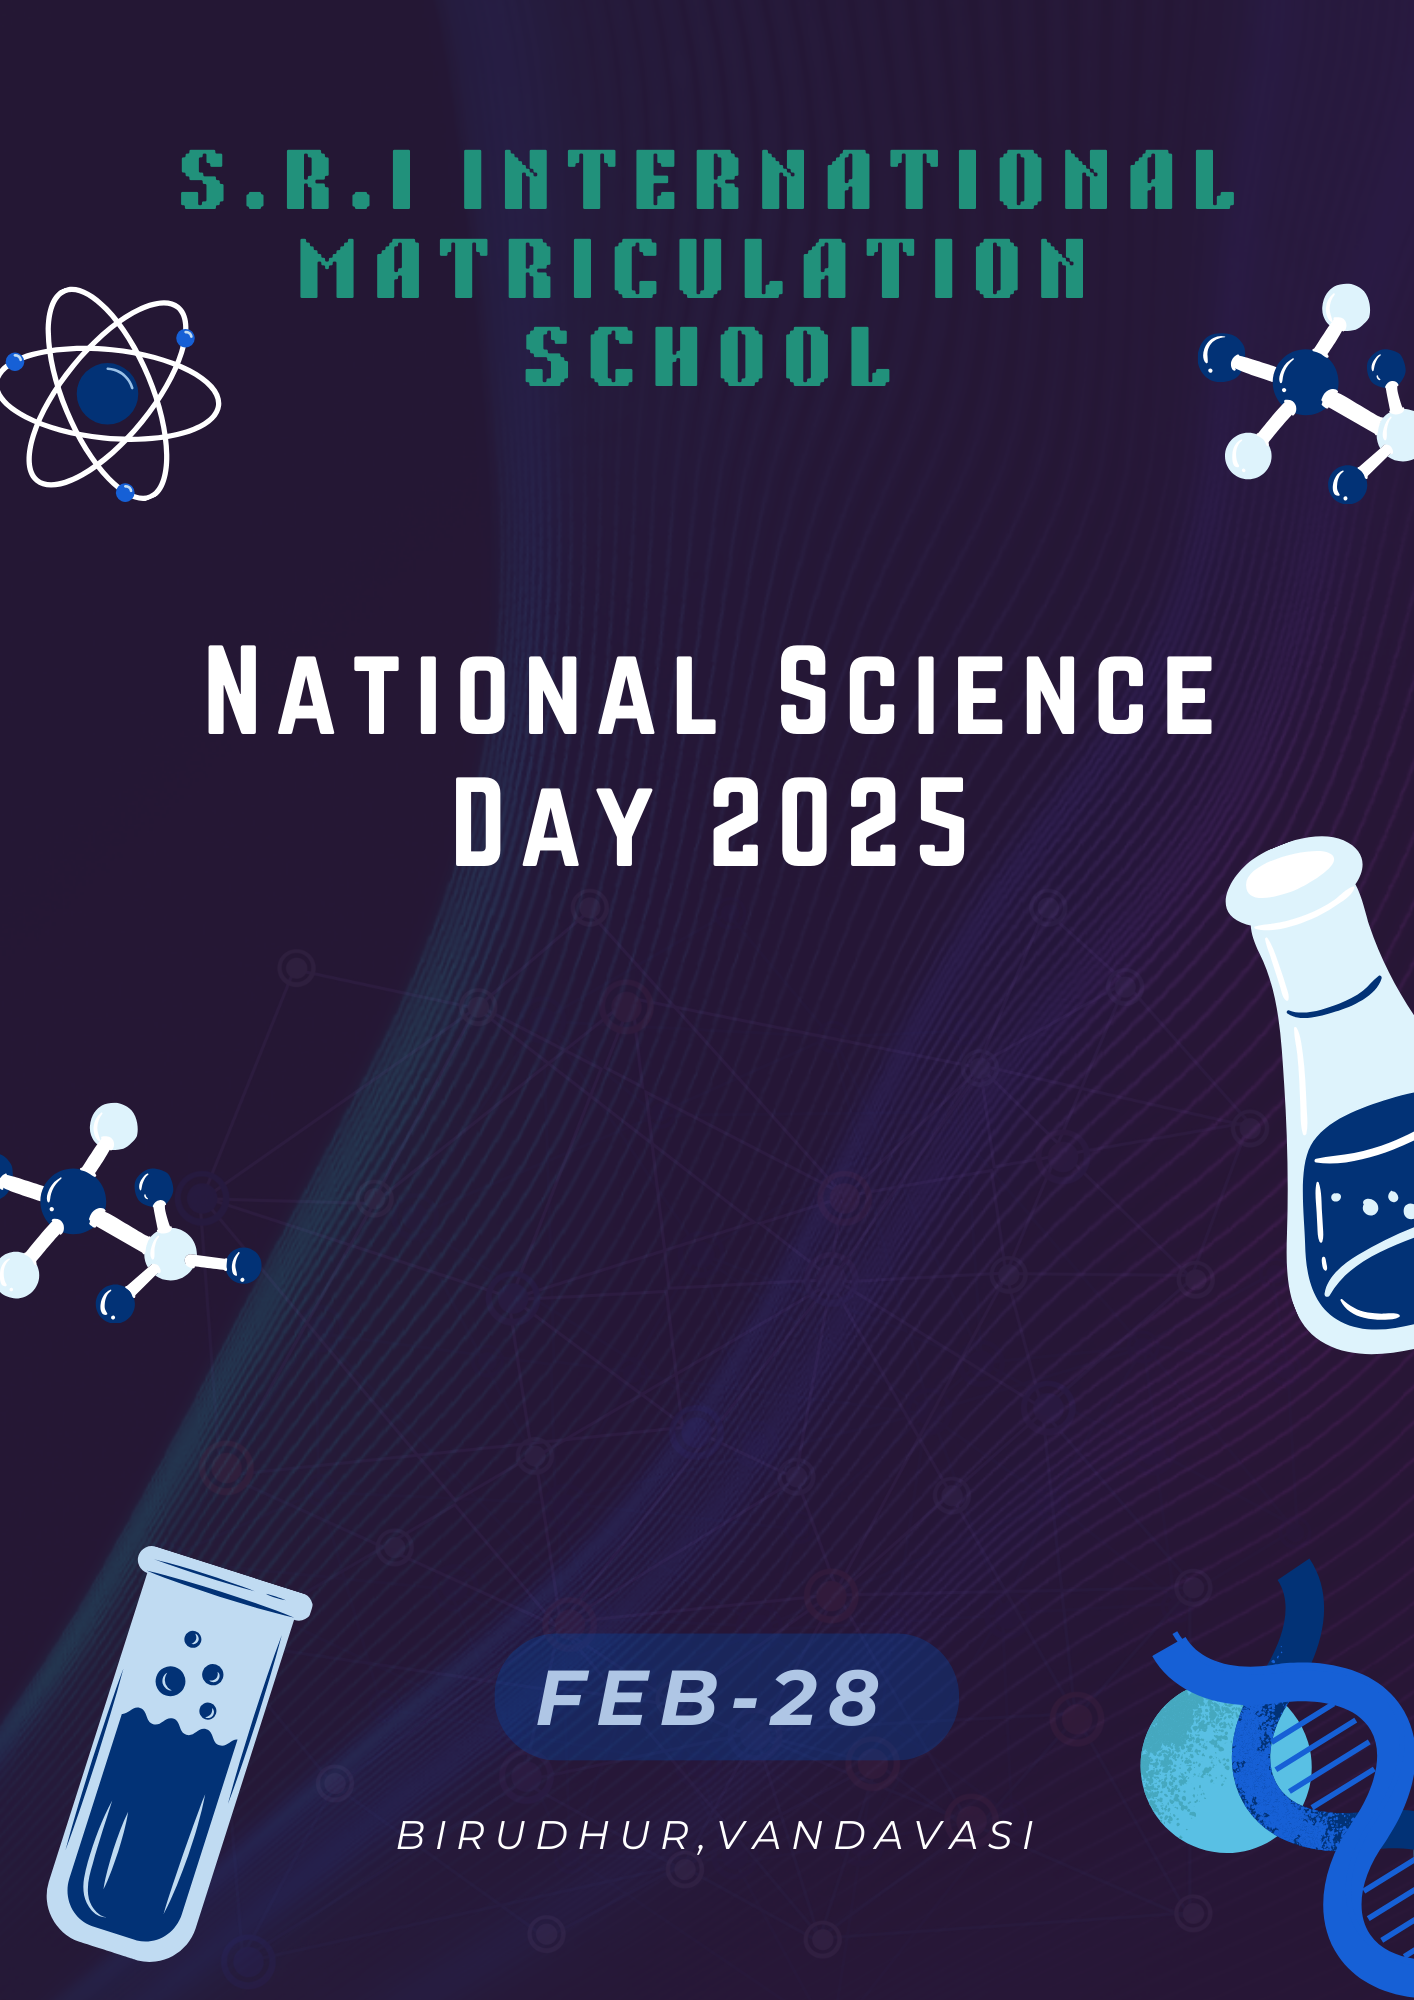 S.R.I INTERNATIONAL
MATRICULATION
SCHOOL
National Science
Day 2025
FEB-28
BIRUDHUR,VANDAVASI